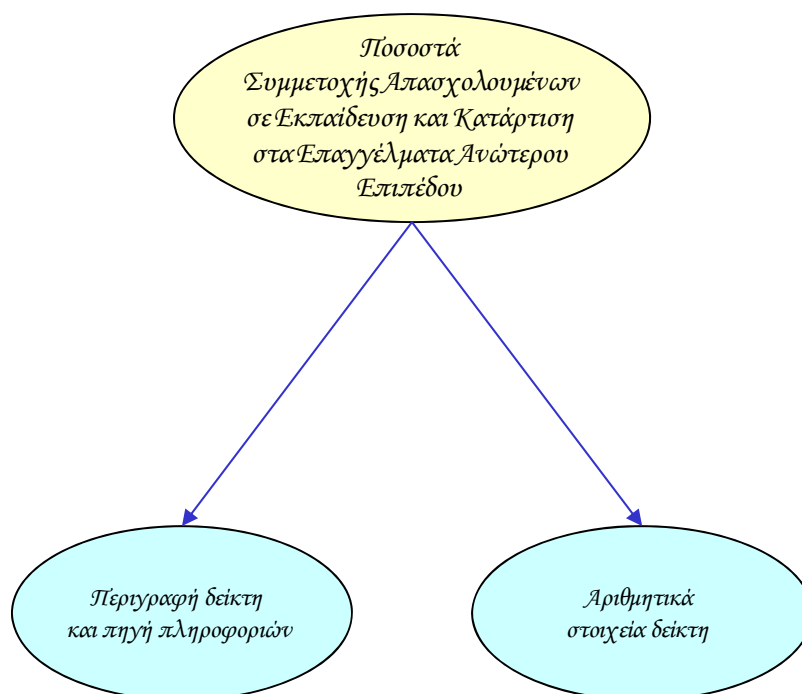 Ποσοστά
Συμμετοχής Απασχολουμένων
σε Εκπαίδευση και Κατάρτιση
στα Επαγγέλματα Ανώτερου
Επιπέδου
Περιγραφή δείκτη
και πηγή πληροφοριών
Αριθμητικά
στοιχεία δείκτη